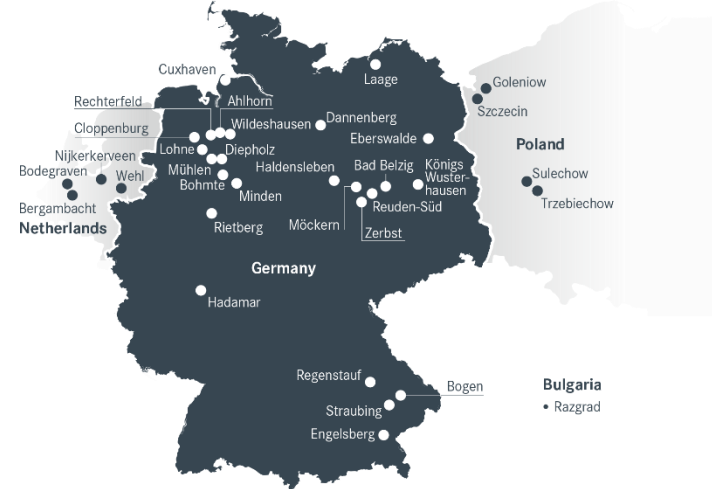 Cuxhaven
Laage
Goleniow
Szczecin
Rechterfeld
Ahlhorn
Cloppenburg
Wildeshausen
Dannenberg
Eberswalde
Poland
Lohne
Diepholz
Nijkerkerveen
Bodegraven
Wehl
Mühlen
Bohmte
Haldensleben
Bad Belzig
Königs
Wuster-
hausen
Sulechow
Trzebiechow
Bergambacht
Netherlands
Minden
Reuden-Süd
Möckern
Zerbst
Rietberg
Germany
Hadamar
Regenstauf
Bogen
Straubing
Engelsberg
Bulgaria
• Razgrad